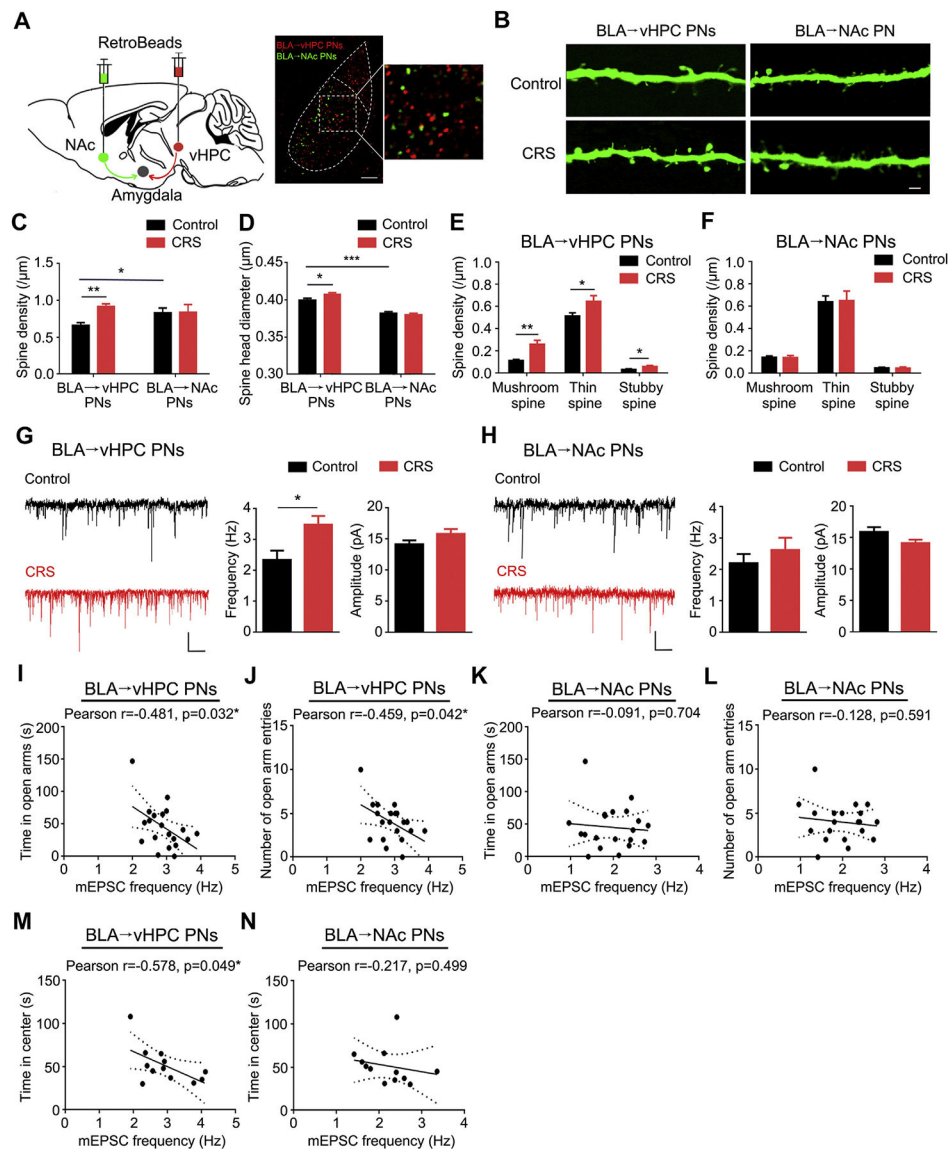 A
RetroBeads
NAc
vHPC
Amygdala
BLA→vHPC PNs
BLA→NAc PNs
B
BLA→vHPC PNs
BLA→NAc PN
Control
CRS
C
Control
CRS
Spine density (/μm)
1.5
1.0
0.5
0.0
*
**
BLA→vHPC
PNs
BLA→NAc
PNs
D
Control
CRS
Spine head diameter (μm)
0.45
0.40
0.35
0.30
***
*
BLA→vHPC
PNs
BLA→NAc
PNs
E
BLA→vHPC PNs
Control
CRS
Spine density (/μm)
1.0
0.8
0.6
0.4
0.2
0.0
**
*
*
Mushroom
spine
Thin
spine
Stubby
spine
F
BLA→NAc PNs
Control
CRS
Spine density (/μm)
1.0
0.8
0.6
0.4
0.2
0.0
Mushroom
spine
Thin
spine
Stubby
spine
G
BLA→vHPC PNs
Control
CRS
Control
CRS
Frequency (Hz)
4
3
2
1
0
*
Amplitude (pA)
20
15
10
5
0
H
BLA→NAc PNs
Control
CRS
Control
CRS
Frequency (Hz)
4
3
2
1
0
Amplitude (pA)
20
15
10
5
0
I
BLA→vHPC PNs
Pearson r=-0.481, p=0.032*
Time in open arms (s)
200
150
100
50
0
0 1 2 3 4 5
mEPSC frequency (Hz)
J
BLA→vHPC PNs
Pearson r=-0.459, p=0.042*
Number of open arm entries
15
10
5
0
0 1 2 3 4 5
mEPSC frequency (Hz)
K
BLA→NAc PNs
Pearson r=-0.091, p=0.704
Time in open arms (s)
200
150
100
50
0
0 1 2 3 4
mEPSC frequency (Hz)
L
BLA→NAc PNs
Pearson r=-0.128, p=0.591
Number of open arm entries
15
10
5
0
0 1 2 3 4
mEPSC frequency (Hz)
M
BLA→vHPC PNs
Pearson r=-0.578, p=0.049*
Time in center (s)
150
100
50
0
0 1 2 3 4 5
mEPSC frequency (Hz)
N
BLA→NAc PNs
Pearson r=-0.217, p=0.499
Time in center (s)
150
100
50
0
0 1 2 3 4
mEPSC frequency (Hz)